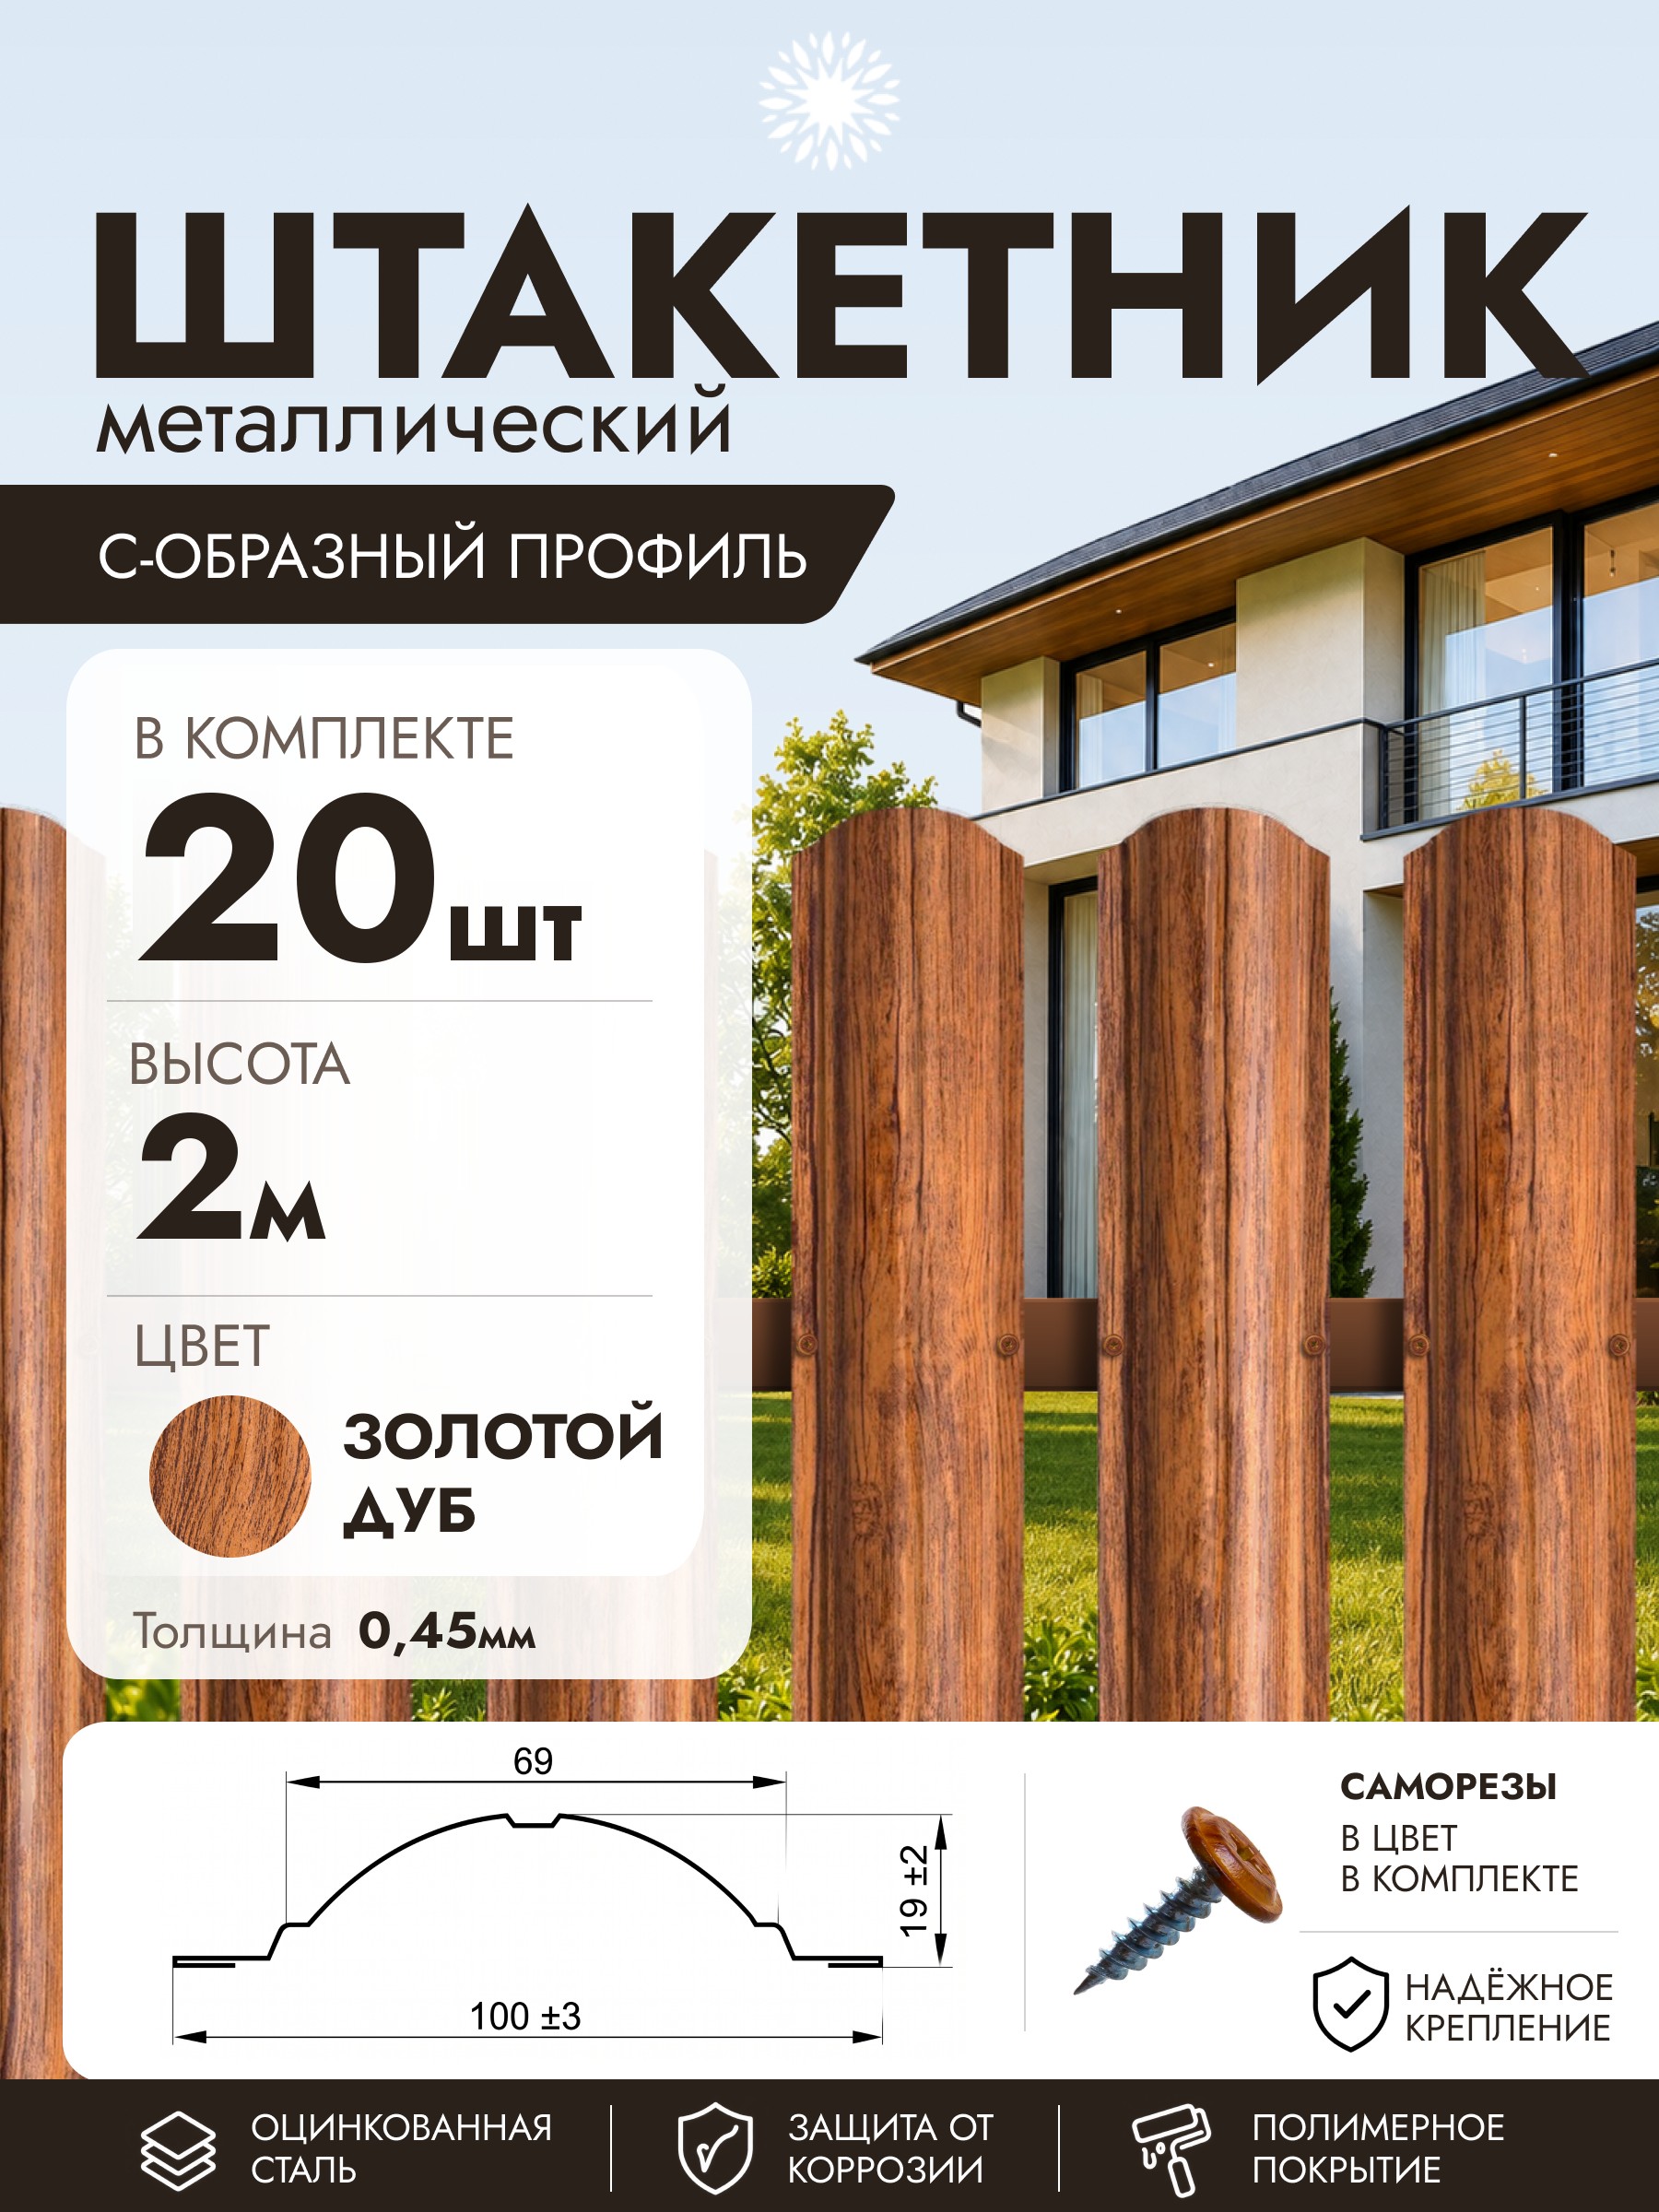 ШТАКЕТНИК
металлический
С-ОБРАЗНЫЙ ПРОФИЛЬ
В КОМПЛЕКТЕ
20шт
ВЫСОТА
2м
ЦВЕТ
ЗОЛОТОЙ
ДУБ
Толщина 0,45мм
69
19 ±2
100 ±3
САМОРЕЗЫ
В ЦВЕТ
В КОМПЛЕКТЕ
НАДЁЖНОЕ
КРЕПЛЕНИЕ
ОЦИНКОВАННАЯ
СТАЛЬ
ЗАЩИТА ОТ
КОРРОЗИИ
ПОЛИМЕРНОЕ
ПОКРЫТИЕ